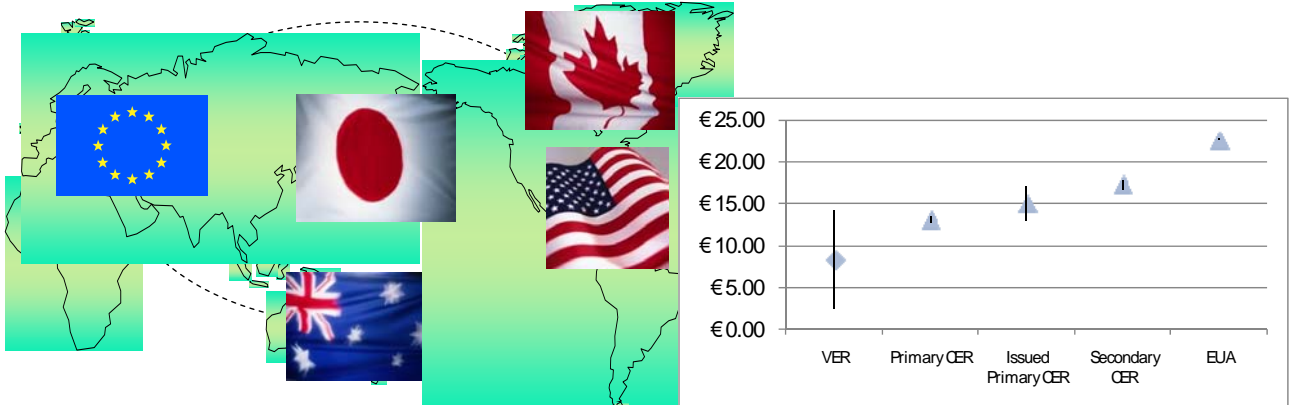 €25.00
€20.00
€15.00
€10.00
€5.00
€0.00
VER
Primary CER
Issued
Primary CER
Secondary
CER
EUA